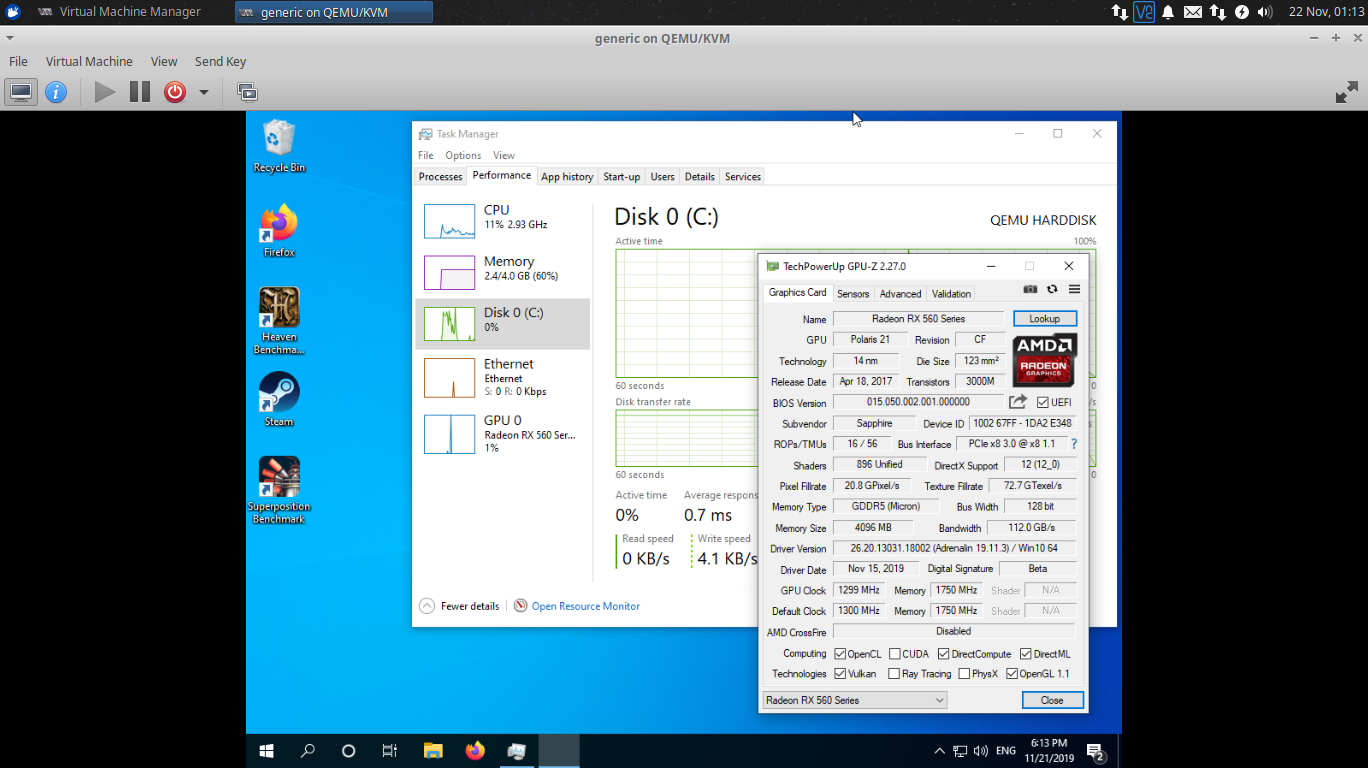 Virtual Machine Manager
generic on QEMU/KVM
22 Nov, 01:13
generic on QEMU/KVM
File Virtual Machine View Send Key
Recycle Bin
Firefox
Heaven
Benchma...
Steam
Superposition
Benchmark
Task Manager
File Options View
Processes Performance App history Start-up Users Details Services
CPU
11% 2.93 GHz
Memory
2.4/4.0 GB (60%)
Disk 0 (C:)
0%
Ethernet
Ethernet
S: 0 R: 0 Kbps
GPU 0
Radeon RX 560 Ser...
1%
Disk 0 (C:) QEMU HARDDISK
Active time 100%
60 seconds 0
Disk transfer rate
60 seconds 0
Active time Average respons
0% 0.7 ms
Read speed Write speed
0 KB/s 4.1 KB/s
Fewer details Open Resource Monitor
TechPowerUp GPU-Z 2.27.0
Graphics Card Sensors Advanced Validation
Name Radeon RX 560 Series Lookup
GPU Polaris 21 Revision CF
AMD
RADEON
GRAPHICS
Technology 14 nm Die Size 123 mm²
Release Date Apr 18, 2017 Transistors 3000M
BIOS Version 015.050.002.001.000000 UEFI
Subvendor Sapphire Device ID 1002 67FF - 1DA2 E348
ROPs/TMUs 16 / 56 Bus Interface PCIe x8 3.0 @ x8 1.1 ?
Shaders 896 Unified DirectX Support 12 (12_0)
Pixel Fillrate 20.8 GPixel/s Texture Fillrate 72.7 GTexel/s
Memory Type GDDR5 (Micron) Bus Width 128 bit
Memory Size 4096 MB Bandwidth 112.0 GB/s
Driver Version 26.20.13031.18002 (Adrenalin 19.11.3) / Win10 64
Driver Date Nov 15, 2019 Digital Signature Beta
GPU Clock 1299 MHz Memory 1750 MHz Shader N/A
Default Clock 1300 MHz Memory 1750 MHz Shader N/A
AMD CrossFire Disabled
Computing OpenCL CUDA DirectCompute DirectML
Technologies Vulkan Ray Tracing PhysX OpenGL 1.1
Radeon RX 560 Series Close
ENG
6:13 PM
11/21/2019
2